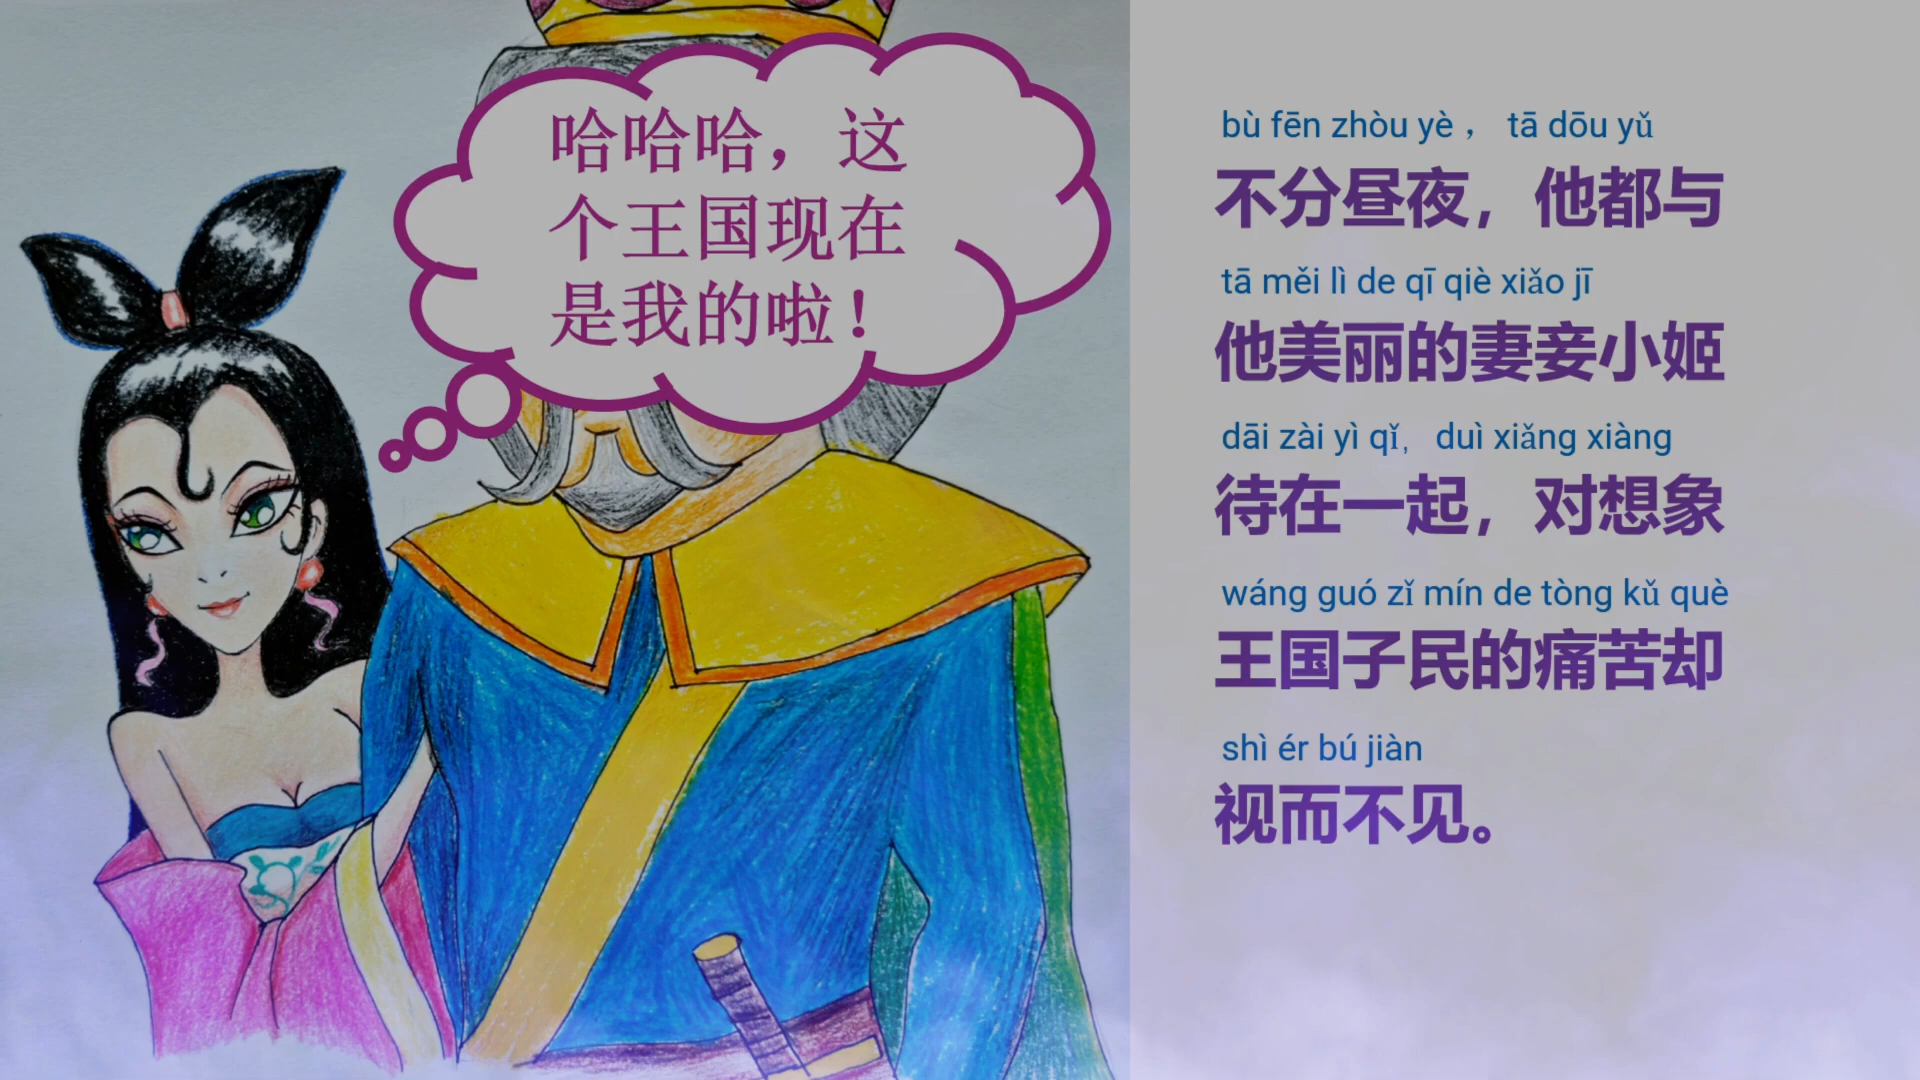 哈哈哈，这
个王国现在
是我的啦！
bù fēn zhòu yè， tā dōu yǔ
不分昼夜，他都与
tā měi lì de qī qiè xiǎo jī
他美丽的妻妾小姬
dāi zài yì qǐ， duì xiǎng xiàng
待在一起，对想象
wáng guó zǐ mín de tòng kǔ què
王国子民的痛苦却
shì ér bú jiàn
视而不见。